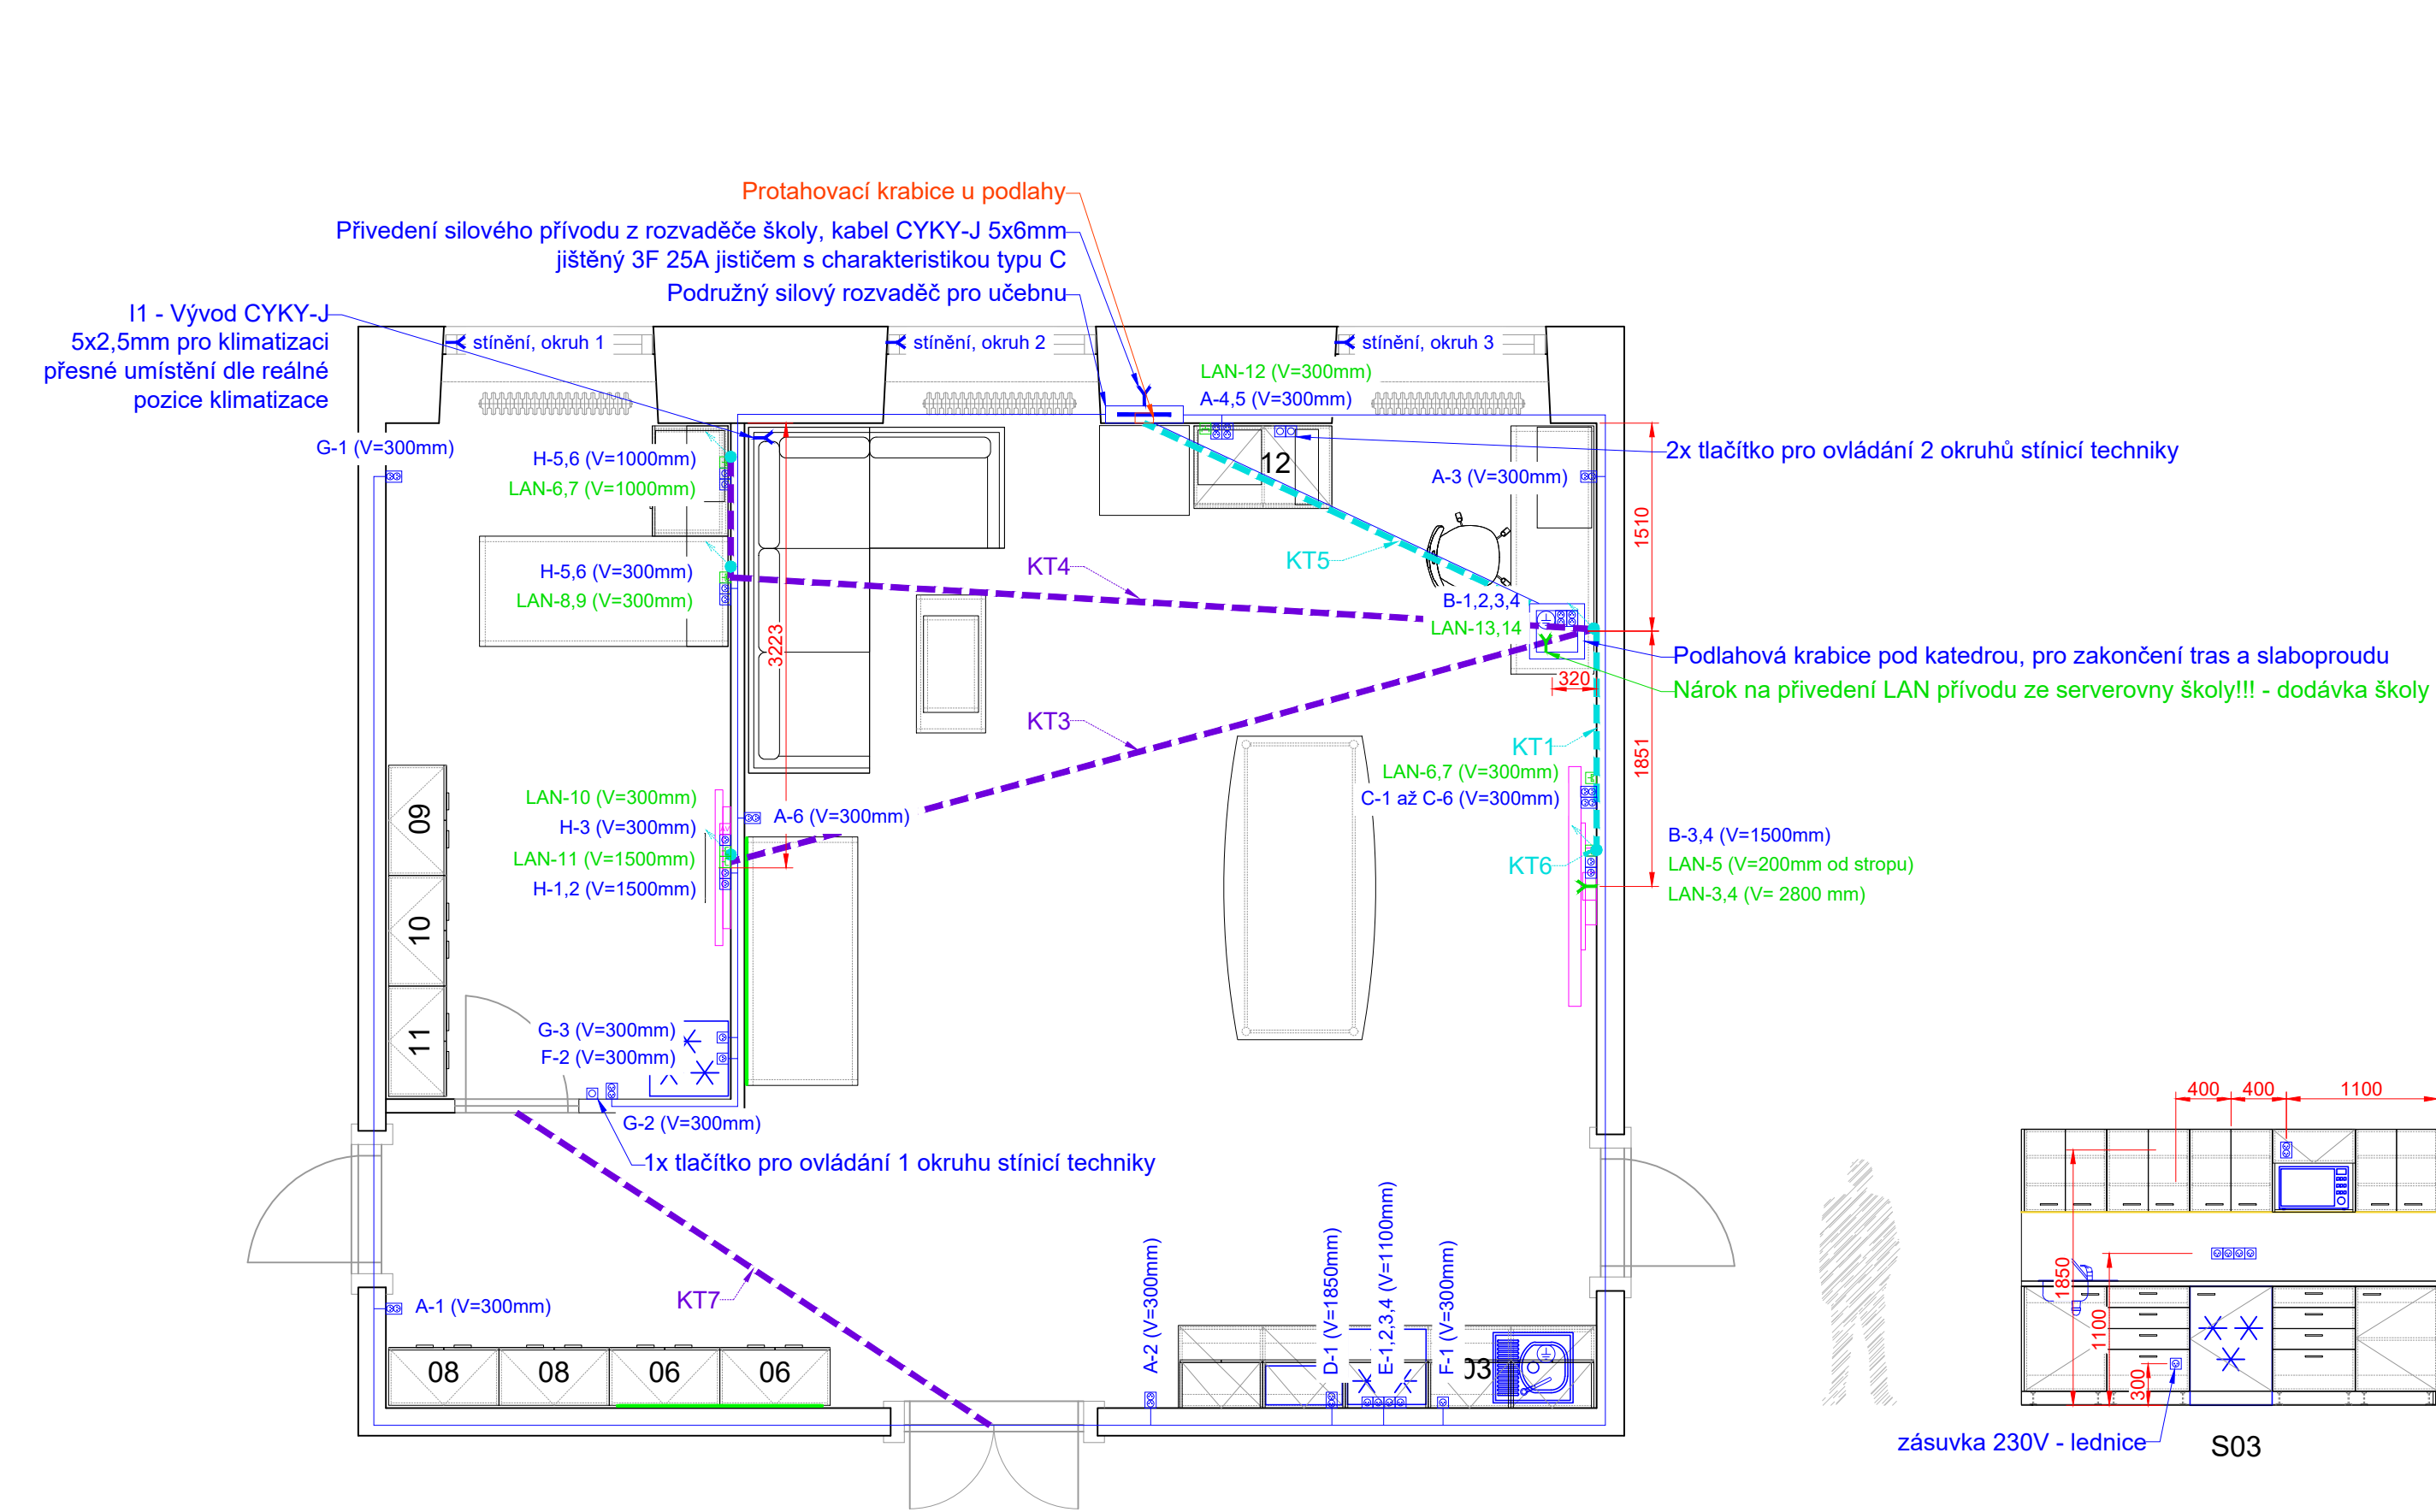 Protahovací krabice u podlahy
Přivedení silového přívodu z rozvaděče školy, kabel CYKY-J 5x6mm
jištěný 3F 25A jističem s charakteristikou typu C
Podružný silový rozvaděč pro učebnu
I1 - Vývod CYKY-J
5x2,5mm pro klimatizaci
přesné umístění dle reálné
pozice klimatizace
stínění, okruh 1
stínění, okruh 2
stínění, okruh 3
LAN-12 (V=300mm)
A-4,5 (V=300mm)
G-1 (V=300mm)
H-5,6 (V=1000mm)
LAN-6,7 (V=1000mm)
12
A-3 (V=300mm)
2x tlačítko pro ovládání 2 okruhů stínicí techniky
1510
H-5,6 (V=300mm)
LAN-8,9 (V=300mm)
KT4
KT5
B-1,2,3,4
LAN-13,14
3223
Podlahová krabice pod katedrou, pro zakončení tras a slaboproudu
320
Nárok na přivedení LAN přívodu ze serverovny školy!!! - dodávka školy
KT3
KT1
1851
LAN-6,7 (V=300mm)
C-1 až C-6 (V=300mm)
09
LAN-10 (V=300mm)
H-3 (V=300mm)
A-6 (V=300mm)
LAN-11 (V=1500mm)
H-1,2 (V=1500mm)
KT6
B-3,4 (V=1500mm)
LAN-5 (V=200mm od stropu)
LAN-3,4 (V= 2800 mm)
10
11
G-3 (V=300mm)
F-2 (V=300mm)
G-2 (V=300mm)
1x tlačítko pro ovládání 1 okruhu stínicí techniky
400
400
1100
KT7
A-1 (V=300mm)
A-2 (V=300mm)
D-1 (V=1850mm)
E-1,2,3,4 (V=1100mm)
F-1 (V=300mm)
1850
1100
300
08
08
06
06
03
zásuvka 230V - lednice
S03